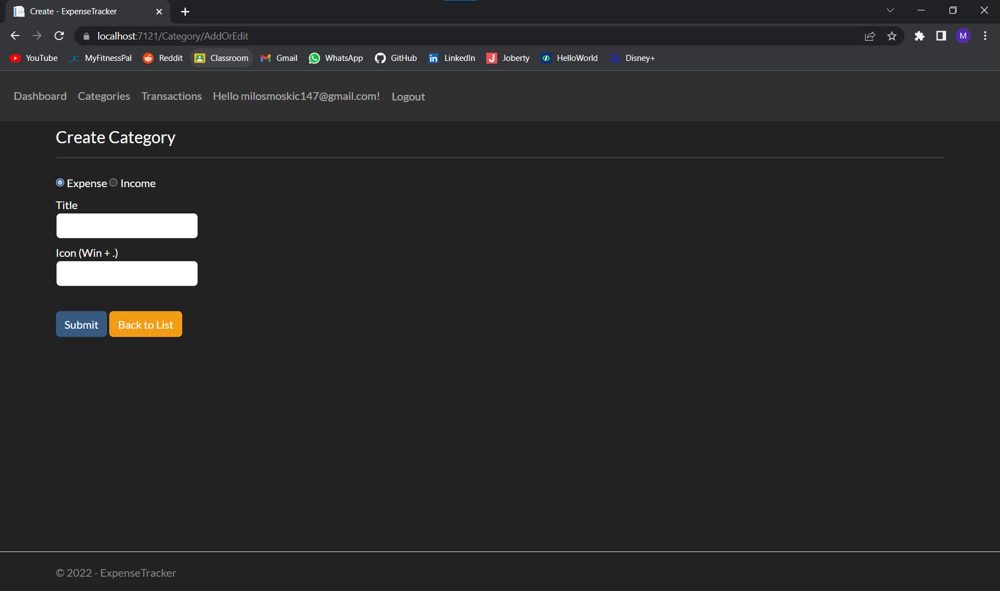 Create - ExpenseTracker
localhost:7121/Category/AddOrEdit
M
YouTube MyFitnessPal Reddit Classroom Gmail WhatsApp GitHub LinkedIn Joberty HelloWorld Disney+
Dashboard Categories Transactions Hello milosmoskic147@gmail.com! Logout
Create Category
Expense Income
Title
Icon (Win + .)
Submit Back to List
© 2022 - ExpenseTracker